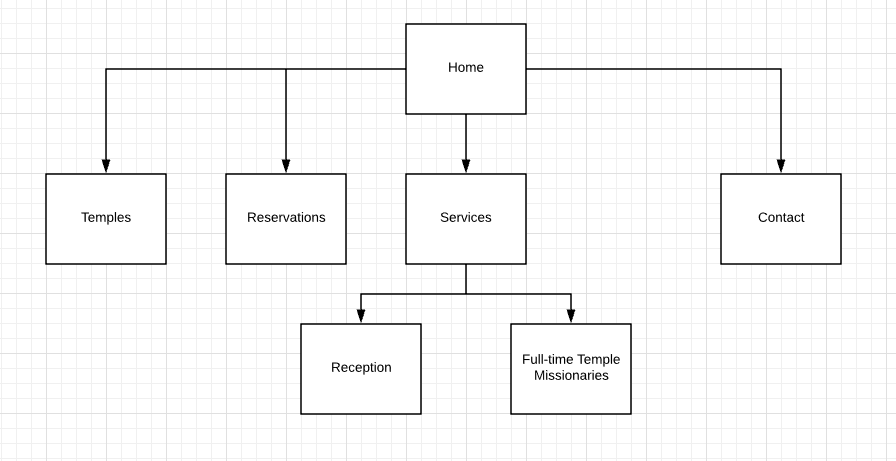 Home
Temples
Reservations
Services
Contact
Reception
Full-time Temple
Missionaries